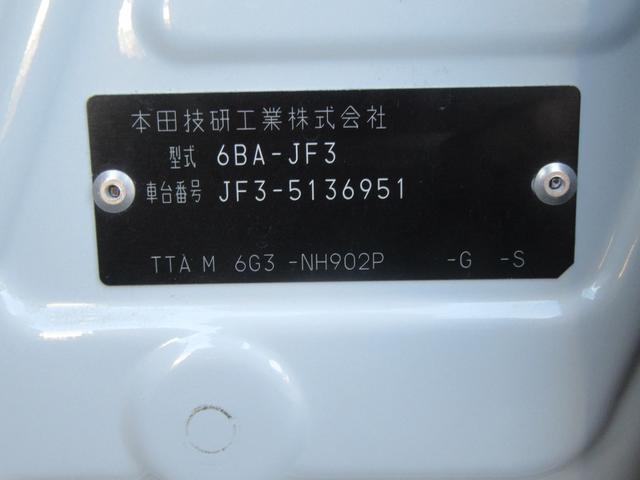 本田技研工業株式会社
型式 6BA-JF3
車台番号 JF3-5136951
TTA M 6G3 -NH902P -G -S